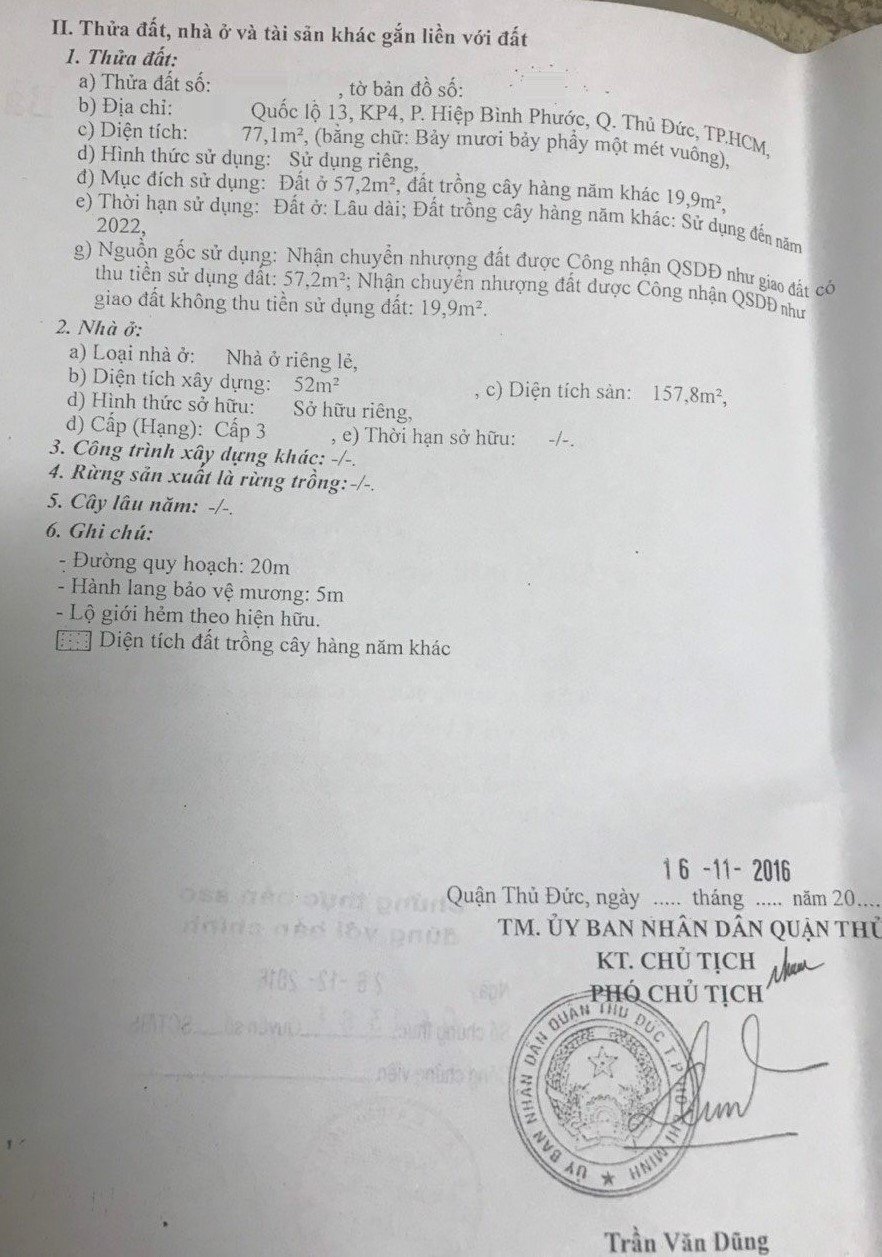 II. Thửa đất, nhà ở và tài sản khác gắn liền với đất
1. Thửa đất:
a) Thửa đất số: , tờ bản đồ số:
b) Địa chỉ: Quốc lộ 13, KP4, P. Hiệp Bình Phước, Q. Thủ Đức, TP.HCM,
c) Diện tích: 77,1m², (bằng chữ: Bảy mươi bảy phẩy một mét vuông),
d) Hình thức sử dụng: Sử dụng riêng,
đ) Mục đích sử dụng: Đất ở 57,2m², đất trồng cây hàng năm khác 19,9m²,
e) Thời hạn sử dụng: Đất ở: Lâu dài; Đất trồng cây hàng năm khác: Sử dụng đến năm
2022,
g) Nguồn gốc sử dụng: Nhận chuyển nhượng đất được Công nhận QSDĐ như giao đất có
thu tiền sử dụng đất: 57,2m²; Nhận chuyển nhượng đất được Công nhận QSDĐ như
giao đất không thu tiền sử dụng đất: 19,9m².
2. Nhà ở:
a) Loại nhà ở: Nhà ở riêng lẻ,
b) Diện tích xây dựng: 52m² , c) Diện tích sàn: 157,8m²,
d) Hình thức sở hữu: Sở hữu riêng,
đ) Cấp (Hạng): Cấp 3 , e) Thời hạn sở hữu: -/-.
3. Công trình xây dựng khác: -/-.
4. Rừng sản xuất là rừng trồng: -/-.
5. Cây lâu năm: -/-.
6. Ghi chú:
- Đường quy hoạch: 20m
- Hành lang bảo vệ mương: 5m
- Lộ giới hẻm theo hiện hữu.
Diện tích đất trồng cây hàng năm khác
16 -11- 2016
Quận Thủ Đức, ngày ..... tháng ..... năm 20....
TM. ỦY BAN NHÂN DÂN QUẬN THỦ
KT. CHỦ TỊCH
PHÓ CHỦ TỊCH
ỦY BAN NHÂN DÂN QUẬN THỦ ĐỨC T.P HỒ CHÍ MINH
Trần Văn Dũng